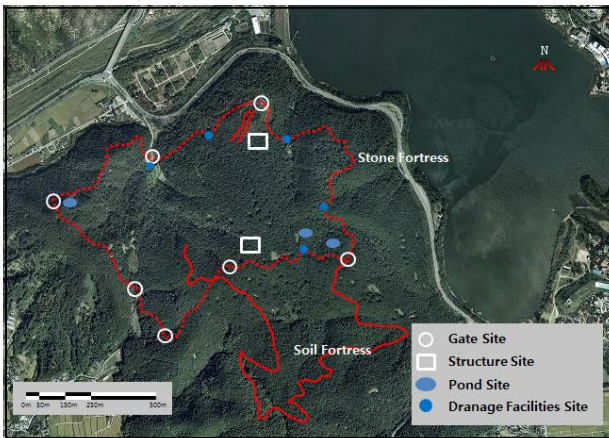 N
Stone Fortress
Soil Fortress
Gate Site
Structure Site
Pond Site
Dranage Facilities Site
0m 50m 150m 250m 500m